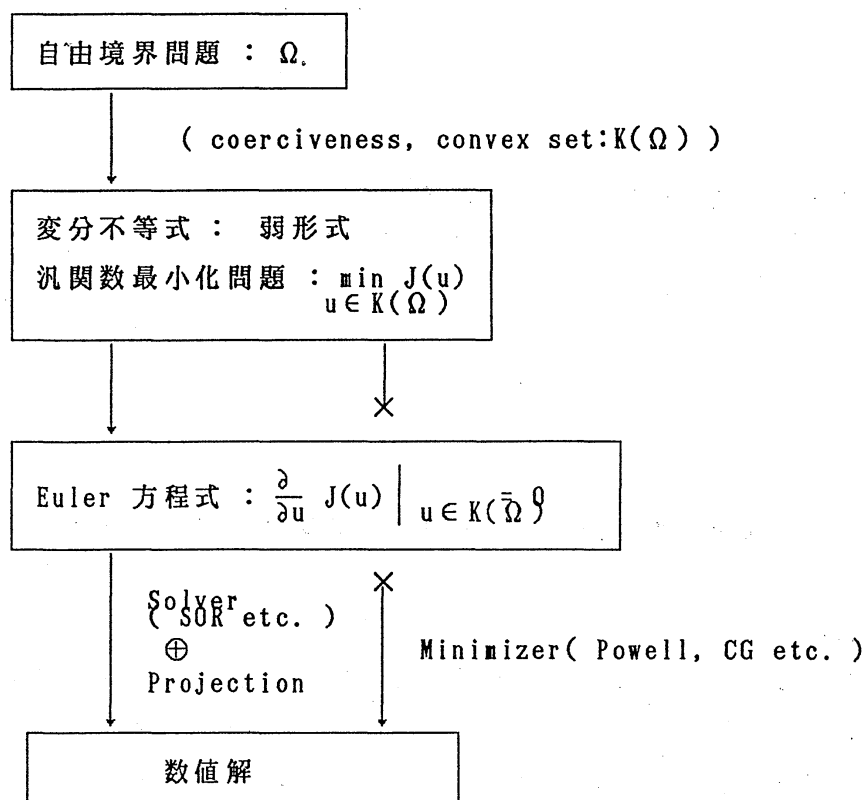 自由境界問題 : Ω
( coerciveness, convex set:K(Ω) )
変分不等式 : 弱形式
汎関数最小化問題 : min J(u)
u∈K(Ω)
Euler 方程式 : ∂/∂u J(u) | u∈K(Ω) = 0
Solver
( SOR etc. )
⊕
Projection
Minimizer( Powell, CG etc. )
数値解